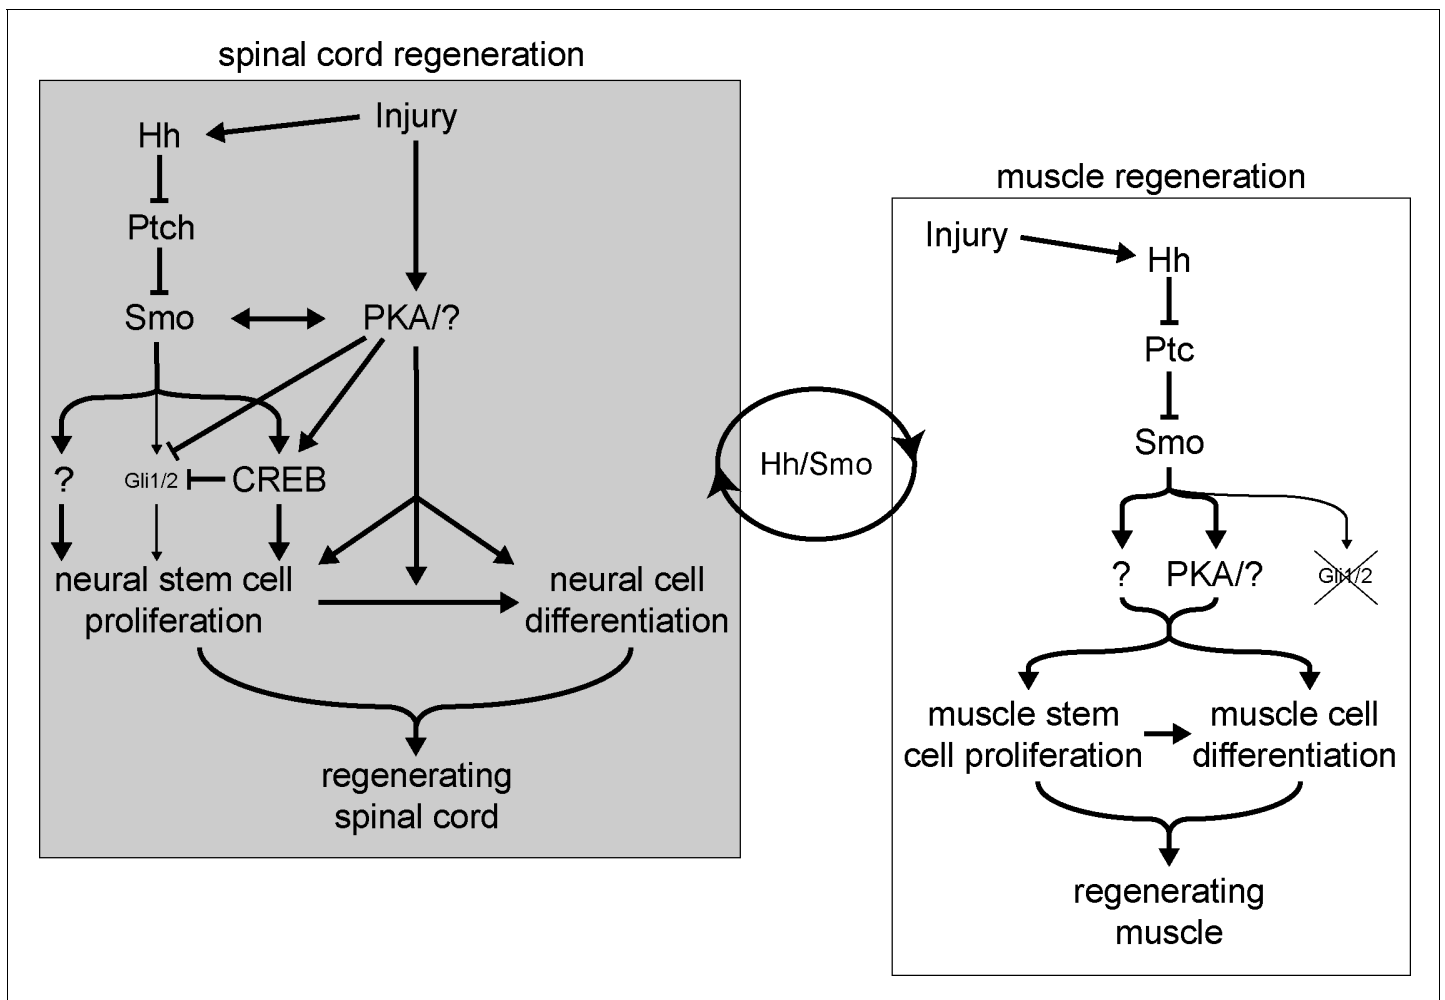 spinal cord regeneration
Injury
Hh
Ptch
Smo
PKA/?
?
Gli1/2
CREB
neural stem cell
proliferation
neural cell
differentiation
regenerating
spinal cord
Hh/Smo
muscle regeneration
Injury
Hh
Ptc
Smo
?
PKA/?
Gli1/2
muscle stem
cell proliferation
muscle cell
differentiation
regenerating
muscle